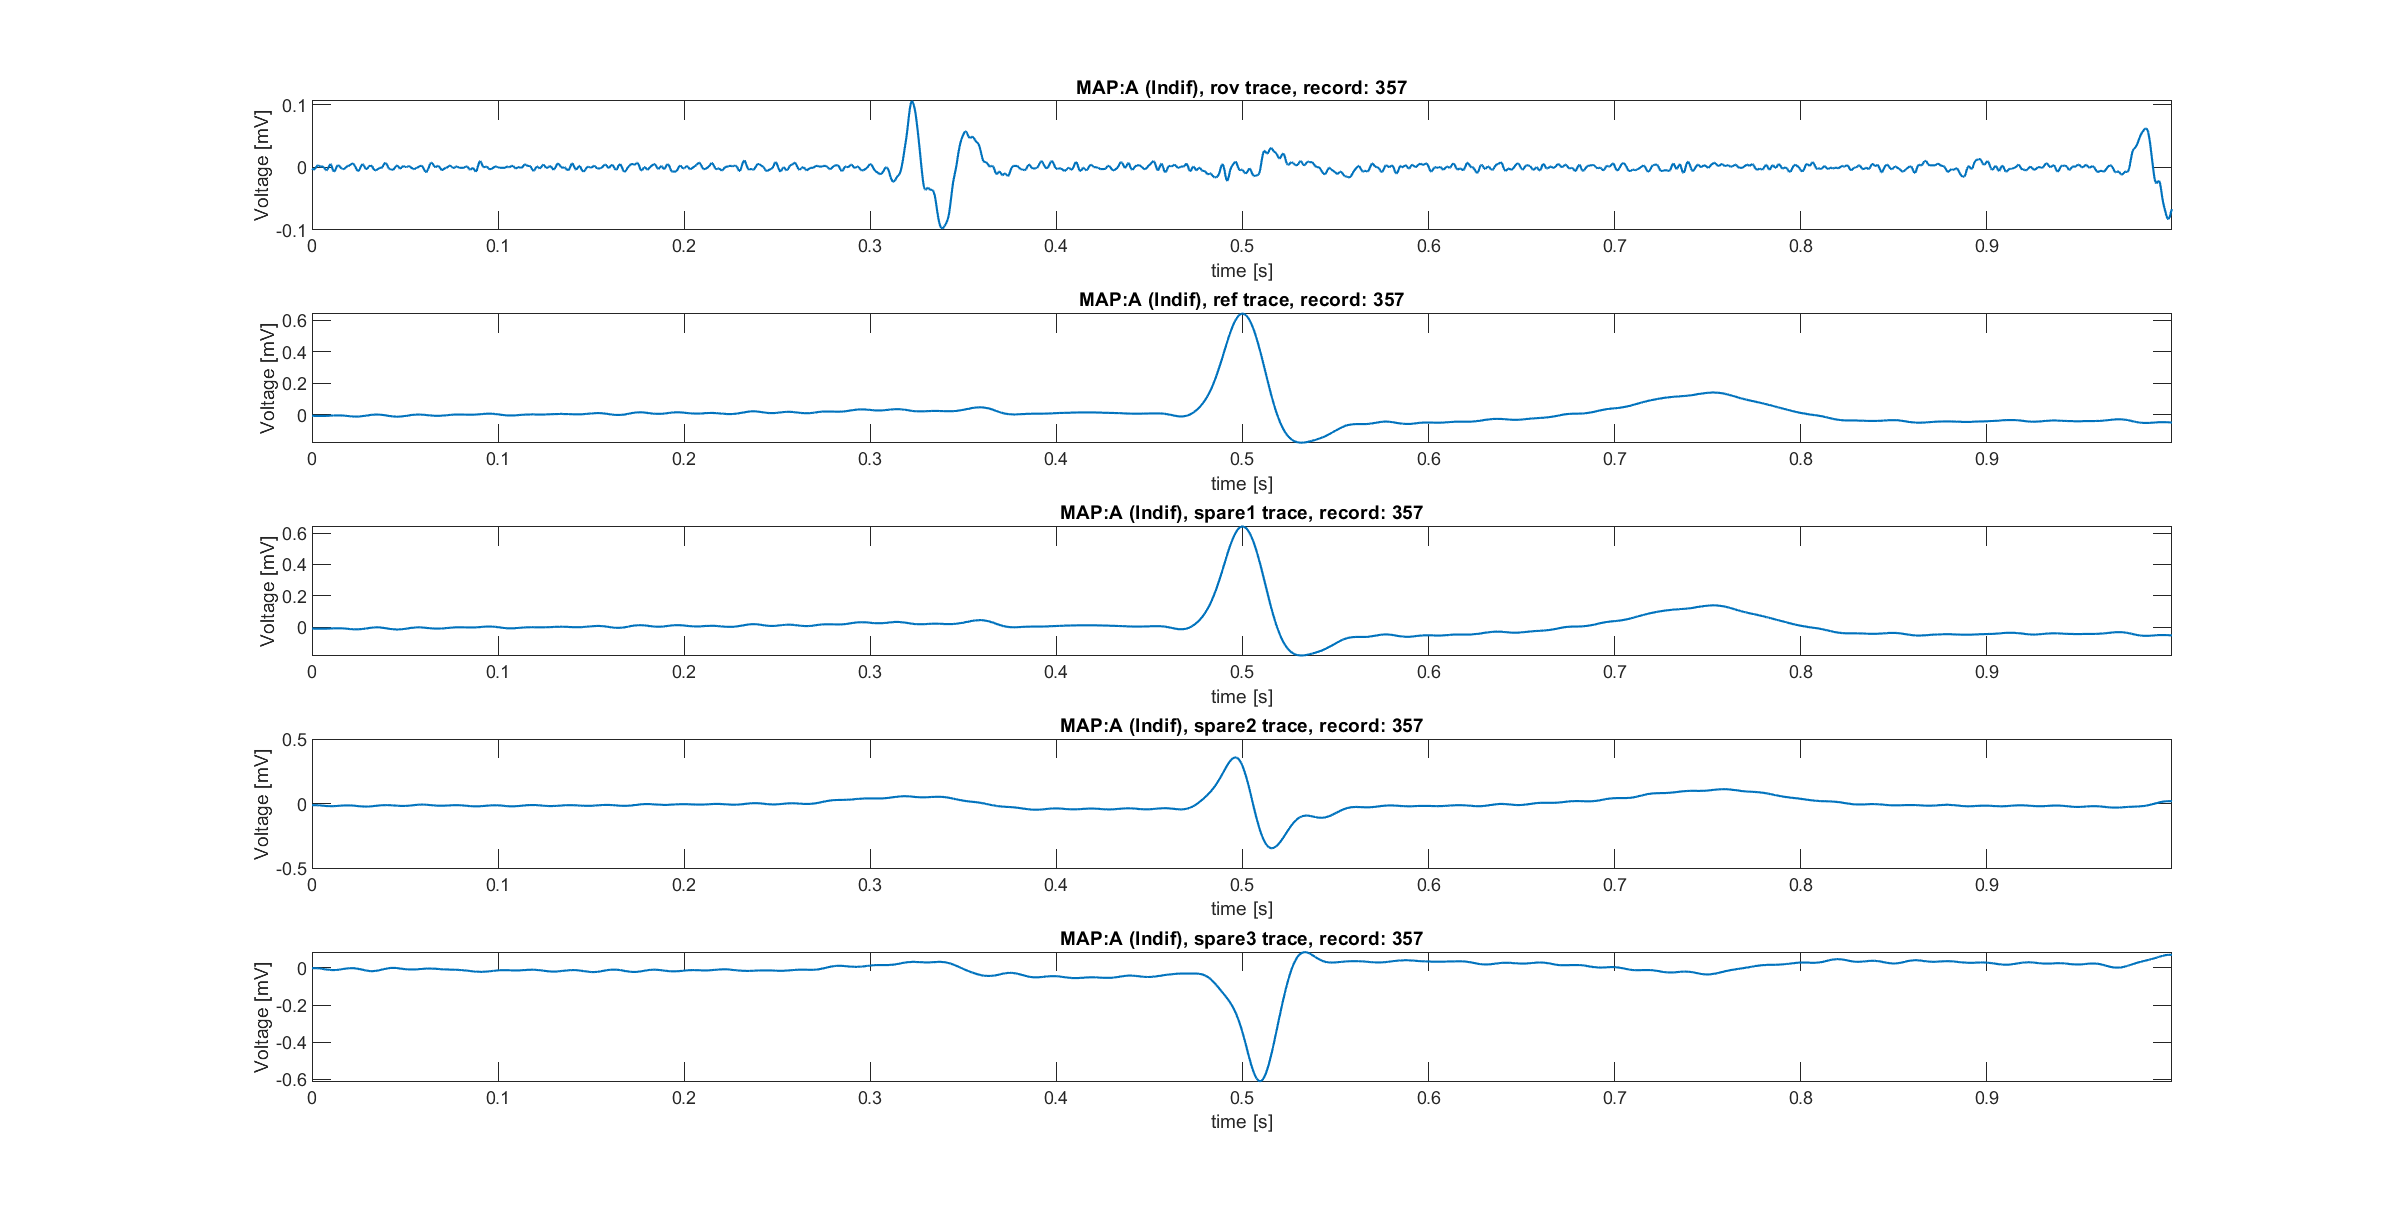 MAP:A (Indif), rov trace, record: 357
Voltage [mV]
0.1
0
-0.1
0 0.1 0.2 0.3 0.4 0.5 0.6 0.7 0.8 0.9
time [s]
MAP:A (Indif), ref trace, record: 357
Voltage [mV]
0.6
0.4
0.2
0
0 0.1 0.2 0.3 0.4 0.5 0.6 0.7 0.8 0.9
time [s]
MAP:A (Indif), spare1 trace, record: 357
Voltage [mV]
0.6
0.4
0.2
0
0 0.1 0.2 0.3 0.4 0.5 0.6 0.7 0.8 0.9
time [s]
MAP:A (Indif), spare2 trace, record: 357
Voltage [mV]
0.5
0
-0.5
0 0.1 0.2 0.3 0.4 0.5 0.6 0.7 0.8 0.9
time [s]
MAP:A (Indif), spare3 trace, record: 357
Voltage [mV]
0
-0.2
-0.4
-0.6
0 0.1 0.2 0.3 0.4 0.5 0.6 0.7 0.8 0.9
time [s]